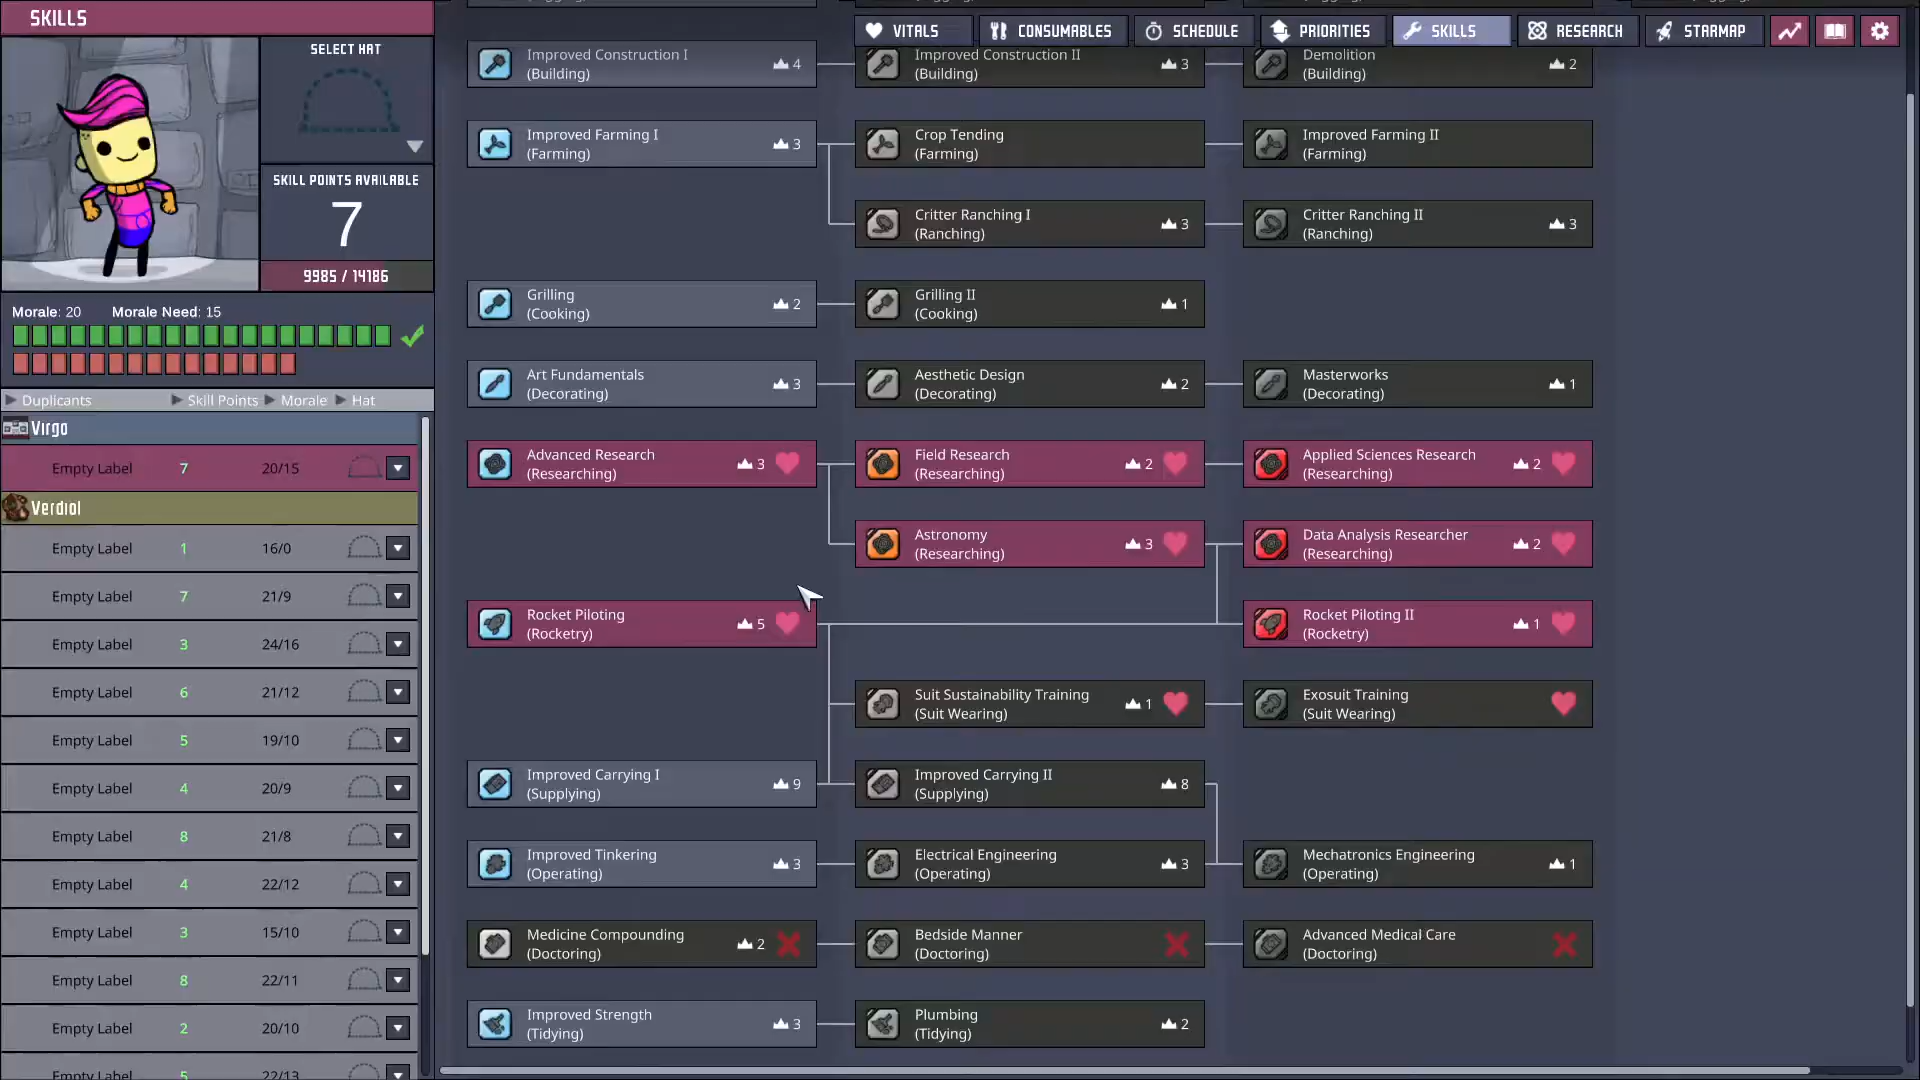 SKILLS
VITALS
CONSUMABLES
SCHEDULE
PRIORITIES
SKILLS
RESEARCH
STARMAP
SELECT HAT
SKILL POINTS AVAILABLE
7
9985 / 14186
Morale: 20 Morale Need: 15
Duplicants Skill Points Morale Hat
Virgo
Empty Label 7 20/15
Verdiol
Empty Label 1 16/0
Empty Label 7 21/9
Empty Label 3 24/16
Empty Label 6 21/12
Empty Label 5 19/10
Empty Label 4 20/9
Empty Label 8 21/8
Empty Label 4 22/12
Empty Label 3 15/10
Empty Label 8 22/11
Empty Label 2 20/10
Empty Label 5 22/13
Improved Construction I
(Building)
4
Improved Construction II
(Building)
3
Demolition
(Building)
2
Improved Farming I
(Farming)
3
Crop Tending
(Farming)
Improved Farming II
(Farming)
Critter Ranching I
(Ranching)
3
Critter Ranching II
(Ranching)
3
Grilling
(Cooking)
2
Grilling II
(Cooking)
1
Art Fundamentals
(Decorating)
3
Aesthetic Design
(Decorating)
2
Masterworks
(Decorating)
1
Advanced Research
(Researching)
3
Field Research
(Researching)
2
Applied Sciences Research
(Researching)
2
Astronomy
(Researching)
3
Data Analysis Researcher
(Researching)
2
Rocket Piloting
(Rocketry)
5
Rocket Piloting II
(Rocketry)
1
Suit Sustainability Training
(Suit Wearing)
1
Exosuit Training
(Suit Wearing)
Improved Carrying I
(Supplying)
9
Improved Carrying II
(Supplying)
8
Improved Tinkering
(Operating)
3
Electrical Engineering
(Operating)
3
Mechatronics Engineering
(Operating)
1
Medicine Compounding
(Doctoring)
2
Bedside Manner
(Doctoring)
Advanced Medical Care
(Doctoring)
Improved Strength
(Tidying)
3
Plumbing
(Tidying)
2